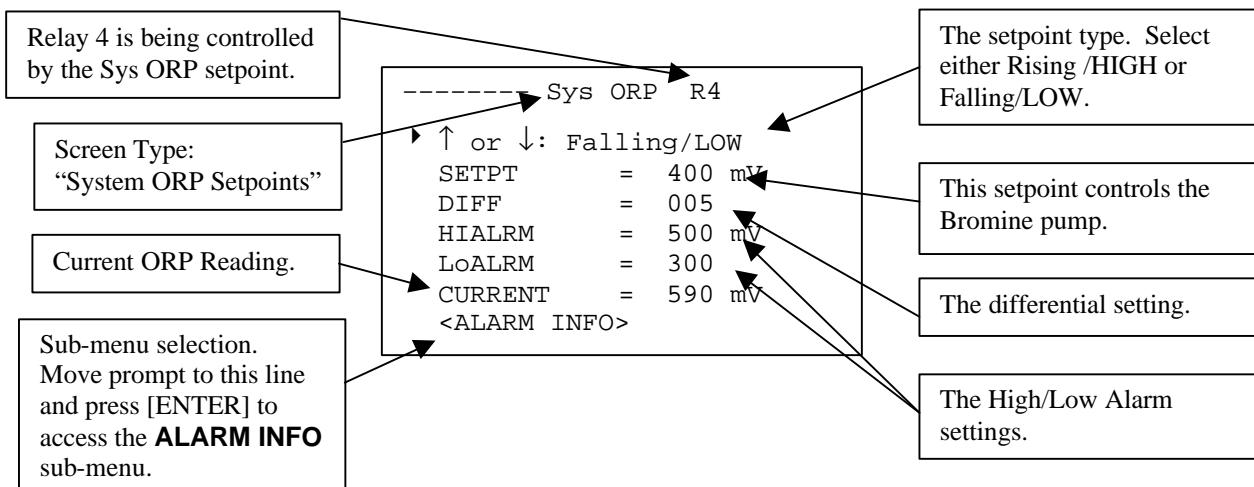 Relay 4 is being controlled
by the Sys ORP setpoint.
Screen Type:
“System ORP Setpoints”
Current ORP Reading.
Sub-menu selection.
Move prompt to this line
and press [ENTER] to
access the ALARM INFO
sub-menu.
-------- Sys ORP R4
↑ or ↓: Falling/LOW
SETPT = 400 mV
DIFF = 005
HIALRM = 500 mV
LoALRM = 300
CURRENT = 590 mV
<ALARM INFO>
The setpoint type. Select
either Rising /HIGH or
Falling/LOW.
This setpoint controls the
Bromine pump.
The differential setting.
The High/Low Alarm
settings.